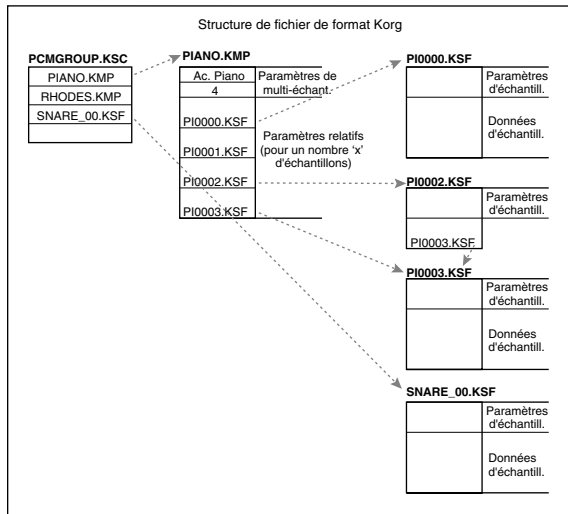 Structure de fichier de format Korg
PCMGROUP.KSC
PIANO.KMP
RHODES.KMP
SNARE_00.KSF
PIANO.KMP
Ac. Piano
4
PI0000.KSF
PI0001.KSF
PI0002.KSF
PI0003.KSF
Paramètres de
multi-échant.
Paramètres relatifs
(pour un nombre ‘x’
d'échantillons)
PI0000.KSF
Paramètres
d'échantill.
Données
d'échantill.
PI0002.KSF
Paramètres
d'échantill.
PI0003.KSF
PI0003.KSF
Paramètres
d'échantill.
Données
d'échantill.
SNARE_00.KSF
Paramètres
d'échantill.
Données
d'échantill.